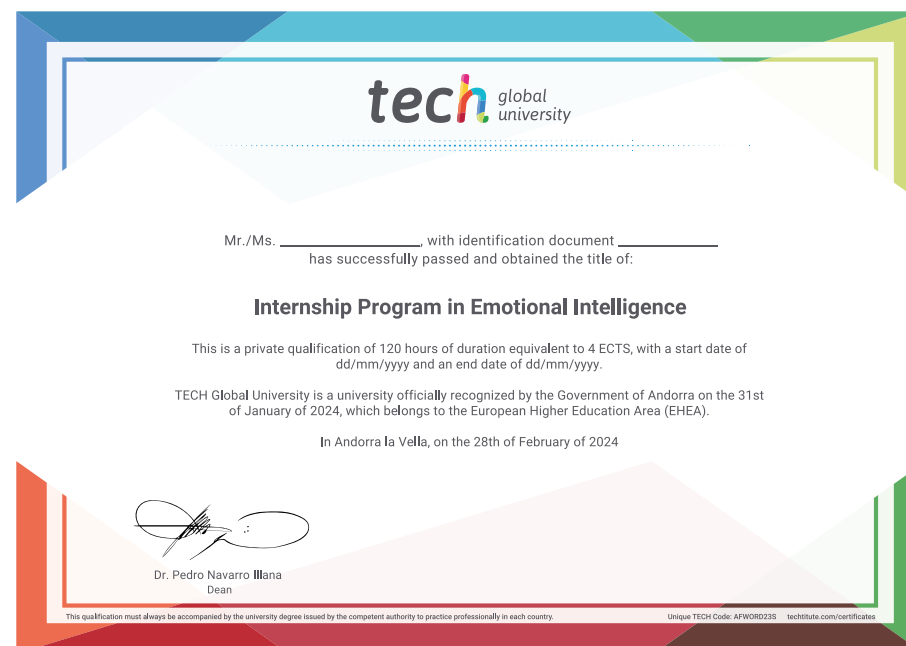 tech global university
Mr./Ms. ____________, with identification document ____________
has successfully passed and obtained the title of:
Internship Program in Emotional Intelligence
This is a private qualification of 120 hours of duration equivalent to 4 ECTS, with a start date of
dd/mm/yyyy and an end date of dd/mm/yyyy.
TECH Global University is a university officially recognized by the Government of Andorra on the 31st
of January of 2024, which belongs to the European Higher Education Area (EHEA).
In Andorra la Vella, on the 28th of February of 2024
Dr. Pedro Navarro Illana
Dean
This qualification must always be accompanied by the university degree issued by the competent authority to practice professionally in each country.
Unique TECH Code: AFWORD23S techtitute.com/certificates